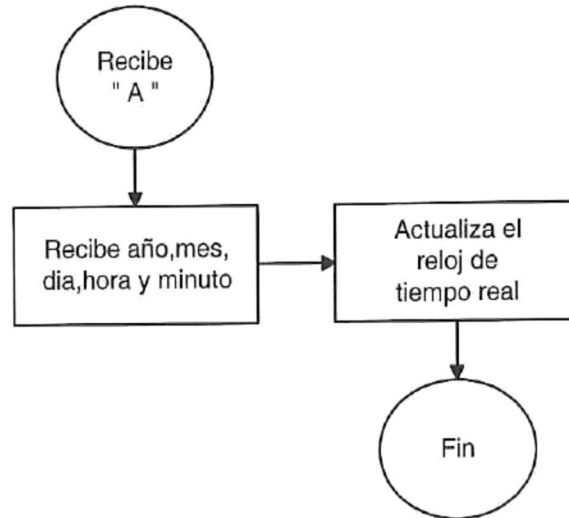 Recibe
" A "
Recibe año,mes,
dia,hora y minuto
Actualiza el
reloj de
tiempo real
Fin